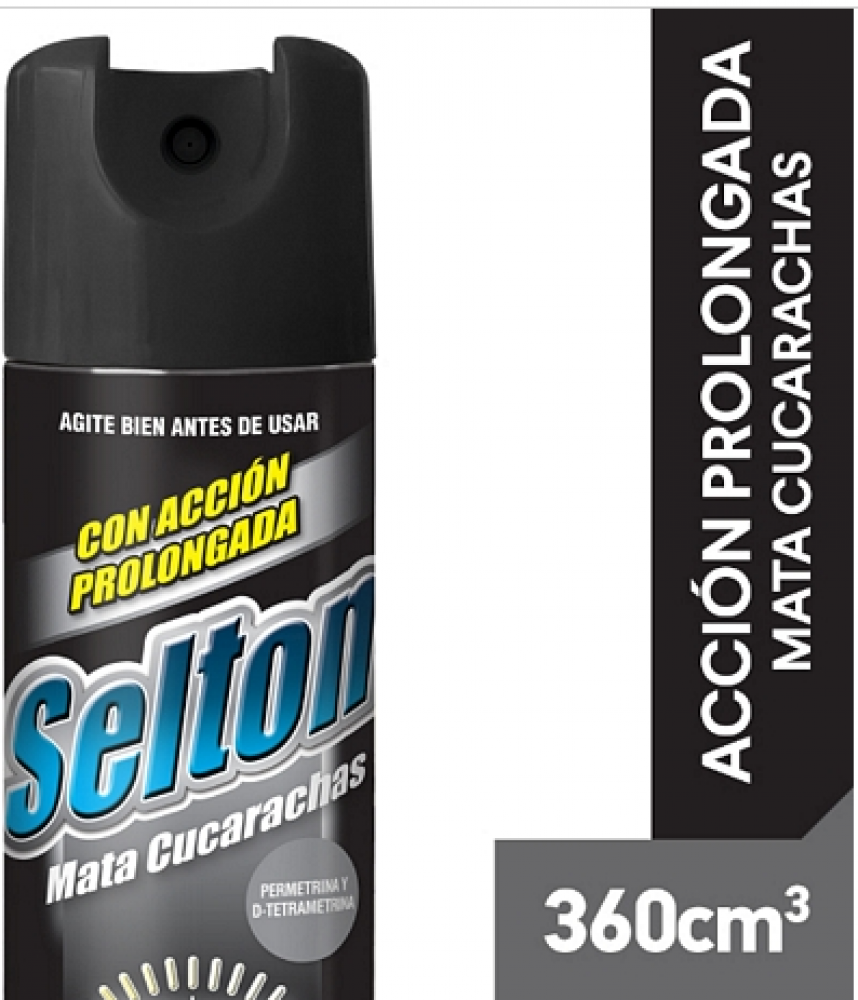 AGITE BIEN ANTES DE USAR
CON ACCIÓN
PROLONGADA
Selton
Mata Cucarachas
PERMETRINA Y
D-TETRAMETRINA
ACCIÓN PROLONGADA
MATA CUCARACHAS
360cm³